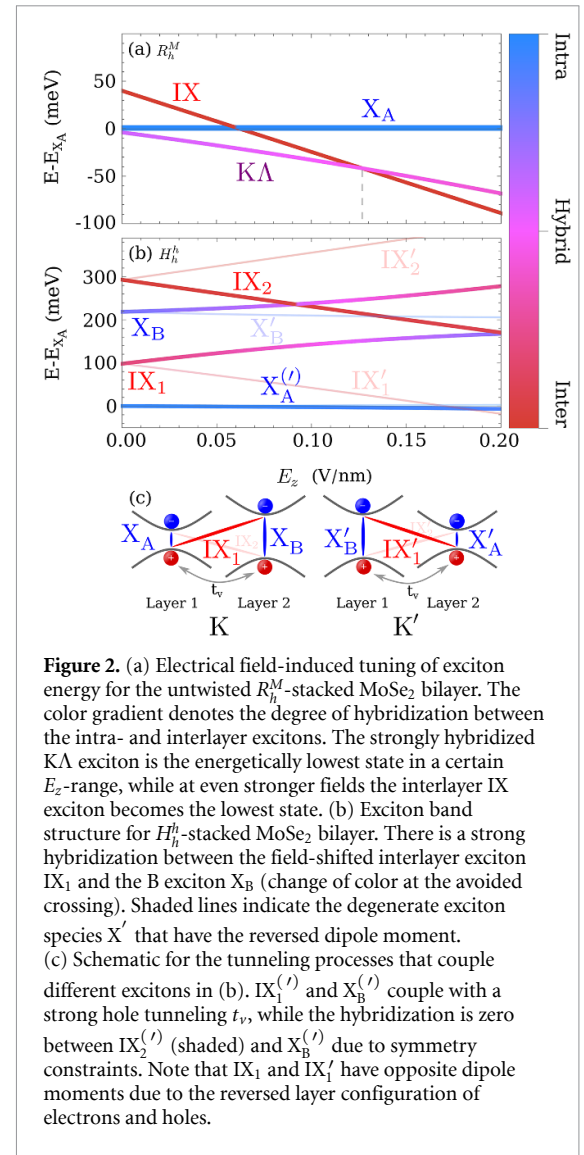 (a) R_h^M
50
0
-50
-100
E-E_{X_A} (meV)
IX
X_A
KΛ
(b) H_h^h
300
200
100
0
E-E_{X_A} (meV)
IX'_2
IX_2
X_B
X'_B
IX_1
X_A^{(′)}
IX'_1
0.00 0.05 0.10 0.15 0.20
E_z (V/nm)
Intra
Hybrid
Inter
(c)
X_A IX_1 IX_2 X_B X'_B IX'_1 IX'_2 X'_A
t_v t_v
Layer 1 Layer 2 Layer 1 Layer 2
K K′
Figure 2. (a) Electrical field-induced tuning of exciton
energy for the untwisted R_h^M-stacked MoSe₂ bilayer. The
color gradient denotes the degree of hybridization between
the intra- and interlayer excitons. The strongly hybridized
KΛ exciton is the energetically lowest state in a certain
E_z-range, while at even stronger fields the interlayer IX
exciton becomes the lowest state. (b) Exciton band
structure for H_h^h-stacked MoSe₂ bilayer. There is a strong
hybridization between the field-shifted interlayer exciton
IX₁ and the B exciton X_B (change of color at the avoided
crossing). Shaded lines indicate the degenerate exciton
species X′ that have the reversed dipole moment.
(c) Schematic for the tunneling processes that couple
different excitons in (b). IX_1^{(′)} and X_B^{(′)} couple with a
strong hole tunneling t_v, while the hybridization is zero
between IX_2^{(′)} (shaded) and X_B^{(′)} due to symmetry
constraints. Note that IX₁ and IX′₁ have opposite dipole
moments due to the reversed layer configuration of
electrons and holes.